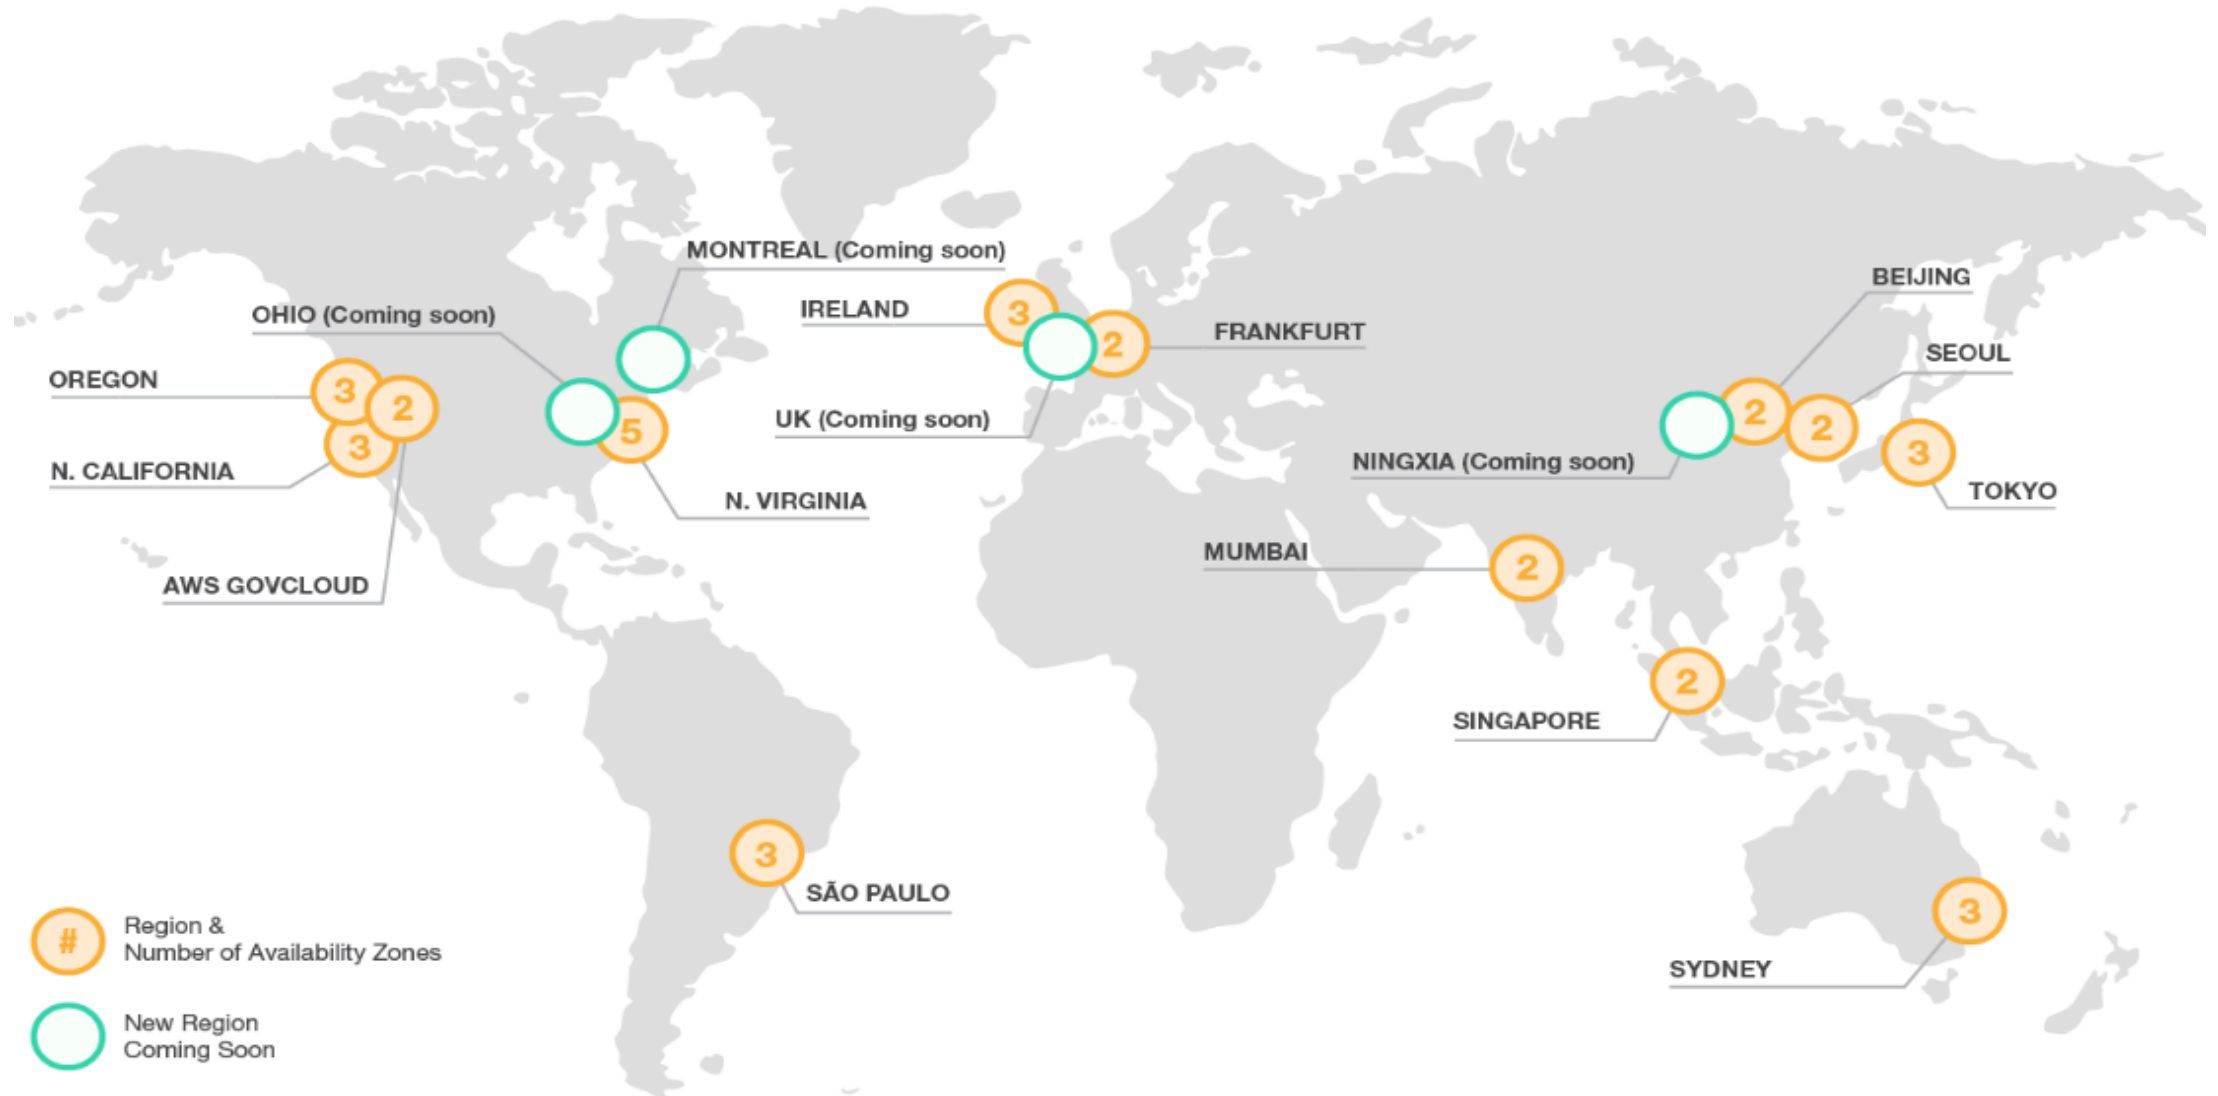 MONTREAL (Coming soon)
OHIO (Coming soon)
OREGON
3
2
3
N. CALIFORNIA
AWS GOVCLOUD
5
N. VIRGINIA
IRELAND
3
2
FRANKFURT
UK (Coming soon)
BEIJING
SEOUL
2
2
3
NINGXIA (Coming soon)
TOKYO
MUMBAI
2
2
SINGAPORE
3
SÃO PAULO
3
SYDNEY
#
Region &
Number of Availability Zones
New Region
Coming Soon